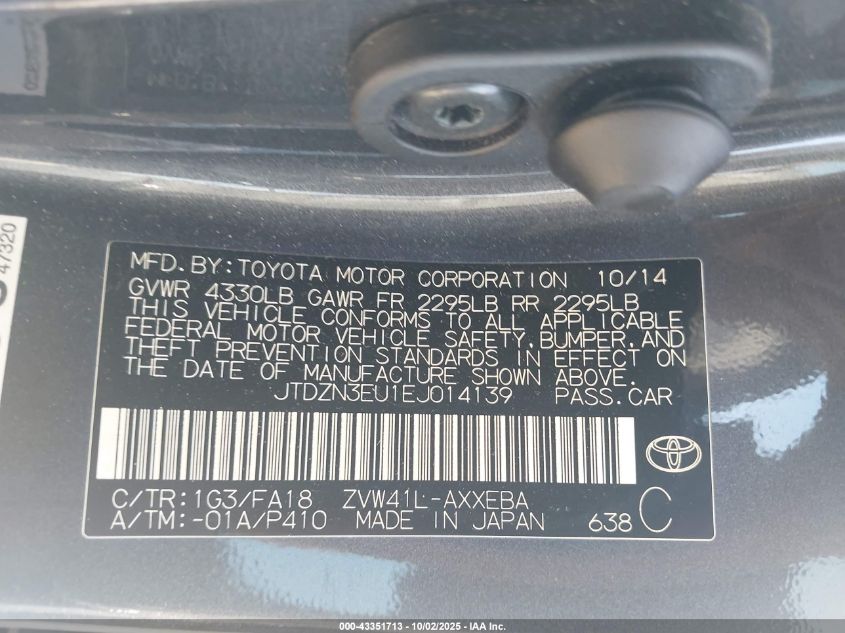 47320
MFD.BY:TOYOTA MOTOR CORPORATION 10/14
GVWR 4330LB GAWR FR 2295LB RR 2295LB
THIS VEHICLE CONFORMS TO ALL APPLICABLE
FEDERAL MOTOR VEHICLE SAFETY,BUMPER,AND
THEFT PREVENTION STANDARDS IN EFFECT ON
THE DATE OF MANUFACTURE SHOWN ABOVE.
JTDZN3EU1EJ014139 PASS.CAR
C/TR:1G3/FA18 ZVW41L-AXXEBA
A/TM:-01A/P410 MADE IN JAPAN 638 C
000-43351713 - 10/02/2025 - IAA Inc.